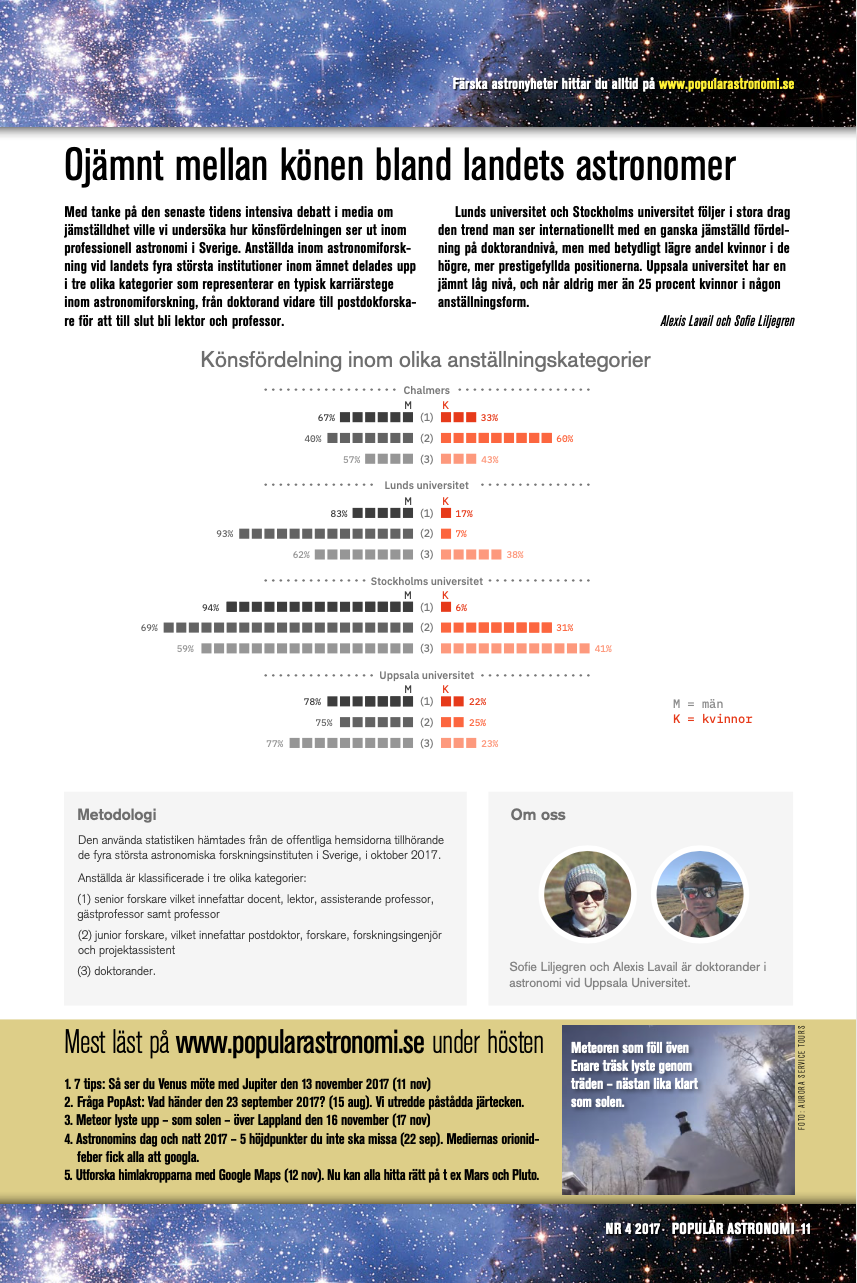 Färska astronyheter hittar du alltid på www.popularastronomi.se
Ojämnt mellan könen bland landets astronomer
Med tanke på den senaste tidens intensiva debatt i media om
jämställdhet ville vi undersöka hur könsfördelningen ser ut inom
professionell astronomi i Sverige. Anställda inom astronomiforsk-
ning vid landets fyra största institutioner inom ämnet delades upp
i tre olika kategorier som representerar en typisk karriärstege
inom astronomiforskning, från doktorand vidare till postdokforska-
re för att till slut bli lektor och professor.
Lunds universitet och Stockholms universitet följer i stora drag
den trend man ser internationellt med en ganska jämställd fördel-
ning på doktorandnivå, men med betydligt lägre andel kvinnor i de
högre, mer prestigefyllda positionerna. Uppsala universitet har en
jämnt låg nivå, och når aldrig mer än 25 procent kvinnor i någon
anställningsform.
Alexis Lavail och Sofie Liljegren
Könsfördelning inom olika anställningskategorier
Chalmers
M K
67% (1) 33%
40% (2) 60%
57% (3) 43%
Lunds universitet
M K
83% (1) 17%
93% (2) 7%
62% (3) 38%
Stockholms universitet
M K
94% (1) 6%
69% (2) 31%
59% (3) 41%
Uppsala universitet
M K
78% (1) 22%
75% (2) 25%
77% (3) 23%
M = män
K = kvinnor
Metodologi
Den använda statistiken hämtades från de offentliga hemsidorna tillhörande
de fyra största astronomiska forskningsinstituten i Sverige, i oktober 2017.
Anställda är klassificerade i tre olika kategorier:
(1) senior forskare vilket innefattar docent, lektor, assisterande professor,
gästprofessor samt professor
(2) junior forskare, vilket innefattar postdoktor, forskare, forskningsingenjör
och projektassistent
(3) doktorander.
Om oss
Sofie Liljegren och Alexis Lavail är doktorander i
astronomi vid Uppsala Universitet.
Mest läst på www.popularastronomi.se under hösten
1. 7 tips: Så ser du Venus möte med Jupiter den 13 november 2017 (11 nov)
2. Fråga PopAst: Vad händer den 23 september 2017? (15 aug). Vi utredde påstådda järtecken.
3. Meteor lyste upp – som solen – över Lappland den 16 november (17 nov)
4. Astronomins dag och natt 2017 – 5 höjdpunkter du inte ska missa (22 sep). Mediernas orionid-
feber fick alla att googla.
5. Utforska himlakropparna med Google Maps (12 nov). Nu kan alla hitta rätt på t ex Mars och Pluto.
Meteoren som föll även
Enare träsk lyste genom
träden – nästan lika klart
som solen.
FOTO: AURORA SERVICE TOURS
NR 4 2017 · POPULÄR ASTRONOMI · 11